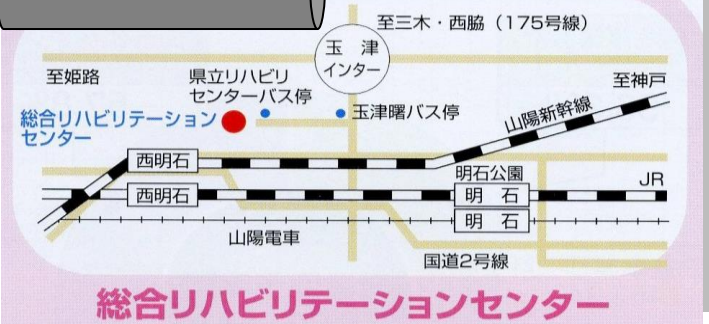 至三木・西脇（175号線）
玉 津
インター
至姫路
県立リハビリ
センターバス停
至神戸
総合リハビリテーション
センター
玉津曙バス停
山陽新幹線
西明石
明石公園
JR
西明石
明 石
明 石
山陽電車
国道2号線
総合リハビリテーションセンター